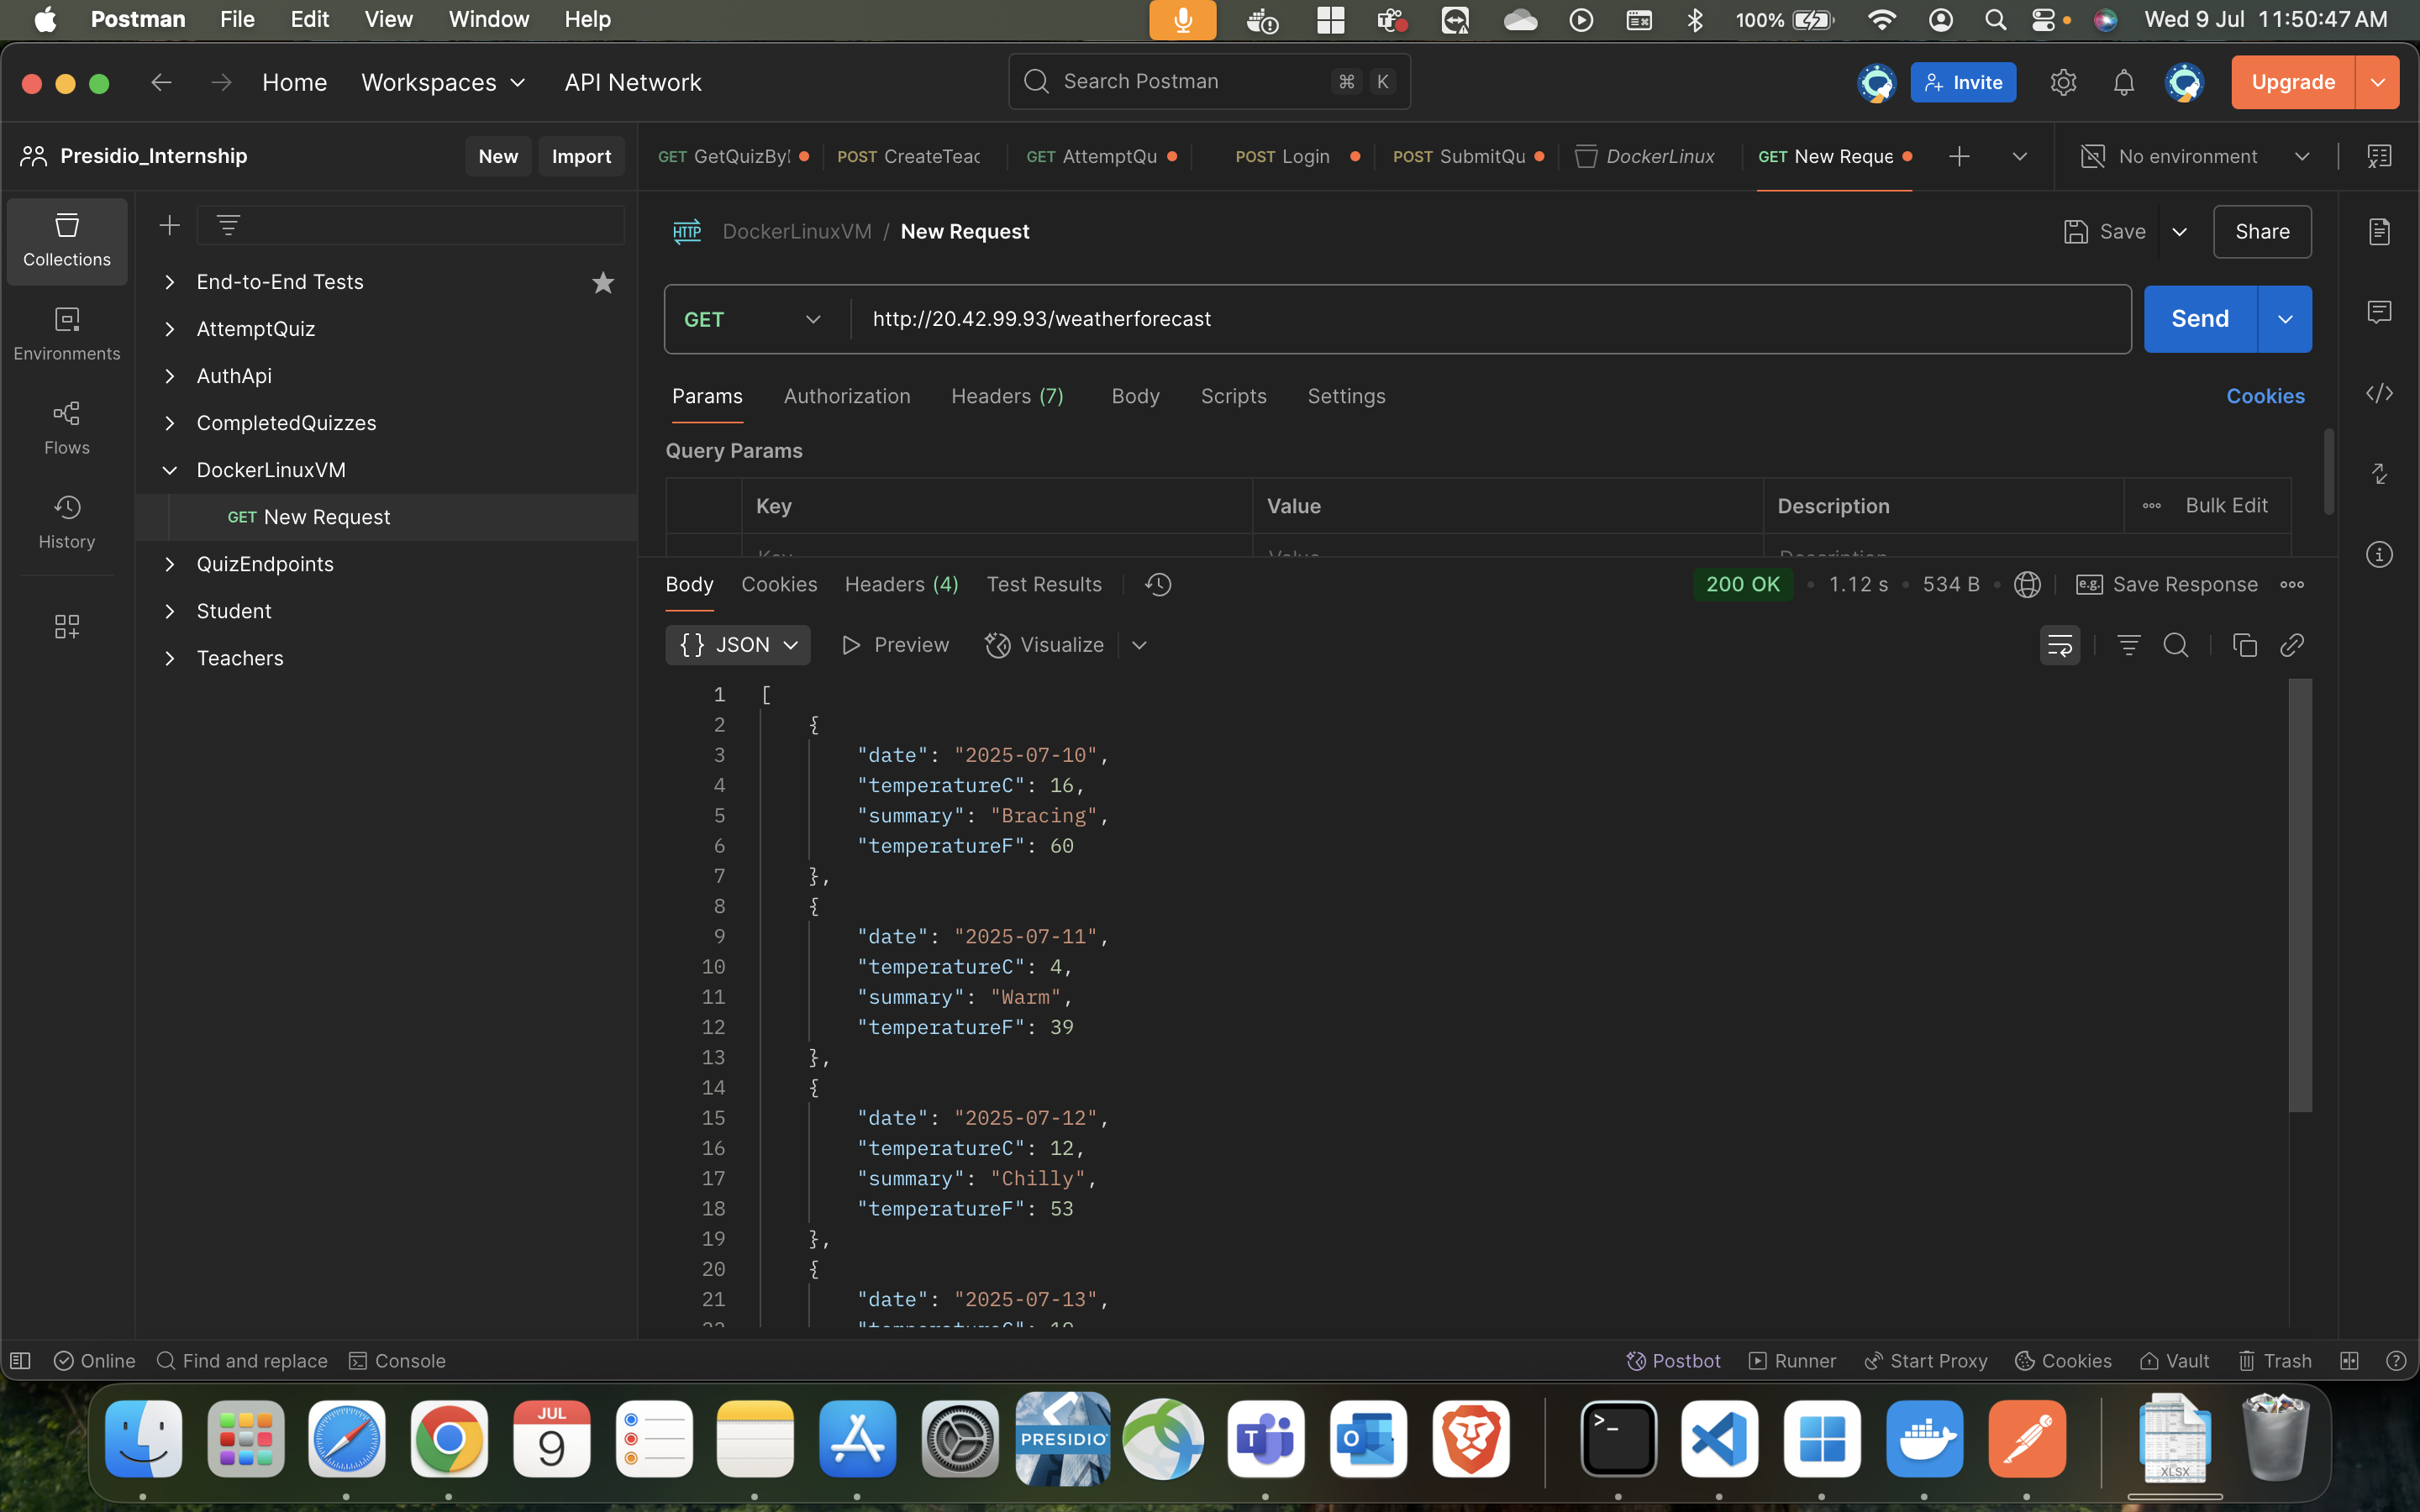 Postman File Edit View Window Help 100% Wed 9 Jul 11:50:47 AM
Home Workspaces API Network Search Postman ⌘ K Invite Upgrade
Presidio_Internship New Import GET GetQuizByI POST CreateTeac GET AttemptQu POST Login POST SubmitQu DockerLinux GET New Reque No environment
Collections
Environments
Flows
History
End-to-End Tests
AttemptQuiz
AuthApi
CompletedQuizzes
DockerLinuxVM
GET New Request
QuizEndpoints
Student
Teachers
HTTP DockerLinuxVM / New Request Save Share
GET http://20.42.99.93/weatherforecast Send
Params Authorization Headers (7) Body Scripts Settings Cookies
Query Params
Key Value Description Bulk Edit
Key Value Description
Body Cookies Headers (4) Test Results 200 OK 1.12 s 534 B e.g. Save Response
{} JSON Preview Visualize
1 [
2 {
3 "date": "2025-07-10",
4 "temperatureC": 16,
5 "summary": "Bracing",
6 "temperatureF": 60
7 },
8 {
9 "date": "2025-07-11",
10 "temperatureC": 4,
11 "summary": "Warm",
12 "temperatureF": 39
13 },
14 {
15 "date": "2025-07-12",
16 "temperatureC": 12,
17 "summary": "Chilly",
18 "temperatureF": 53
19 },
20 {
21 "date": "2025-07-13",
22 "temperatureC":
Online Find and replace Console Postbot Runner Start Proxy Cookies Vault Trash
JUL
9
PRESIDIO
T
O
XLSX